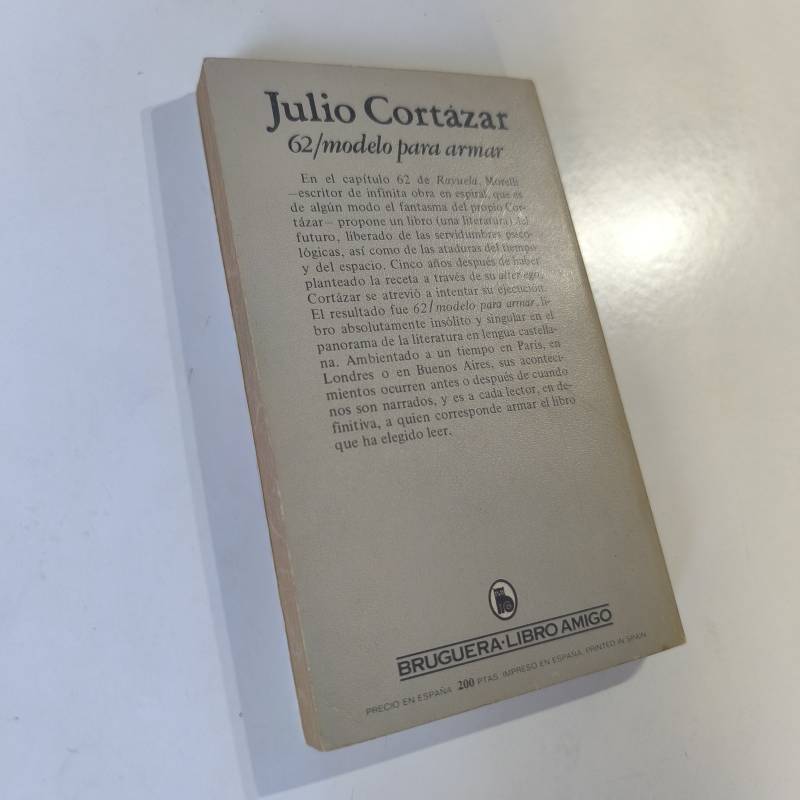 Julio Cortázar
62/modelo para armar
En el capítulo 62 de Rayuela, Morelli
—escritor de infinita obra en espiral, que es
de algún modo el fantasma del propio Cor-
tázar— propone un libro (una literatura) del
futuro, liberado de las servidumbres psico-
lógicas, así como de las ataduras del tiempo
y del espacio. Cinco años después de haber
planteado la receta a través de su alter ego,
Cortázar se atrevió a intentar su ejecución.
El resultado fue 62/modelo para armar, li-
bro absolutamente insólito y singular en el
panorama de la literatura en lengua castella-
na. Ambientado a un tiempo en París, en
Londres o en Buenos Aires, sus aconteci-
mientos ocurren antes o después de cuando
nos son narrados, y es a cada lector, en de-
finitiva, a quien corresponde armar el libro
que ha elegido leer.
BRUGUERA·LIBRO AMIGO
PRECIO EN ESPAÑA 200 PTAS. IMPRESO EN ESPAÑA. PRINTED IN SPAIN